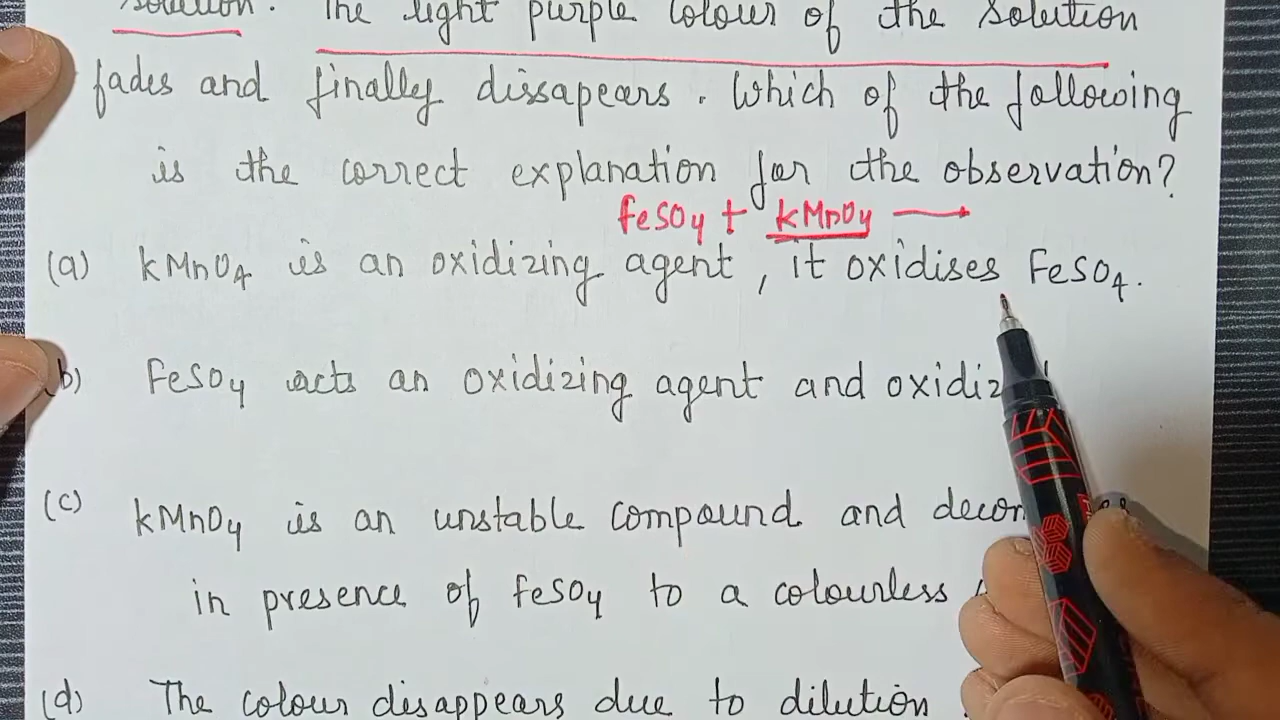 solution. The light purple colour of the solution
fades and finally dissapears. Which of the following
is the correct explanation for the observation?
FeSO4 + KMnO4 →
(a) KMnO4 is an oxidizing agent, it oxidises FeSO4.
(b) FeSO4 acts an oxidizing agent and
(c) KMnO4 is an unstable compound and
in presence of FeSO4 to a colourless
(d) The colour disappears due to dilution